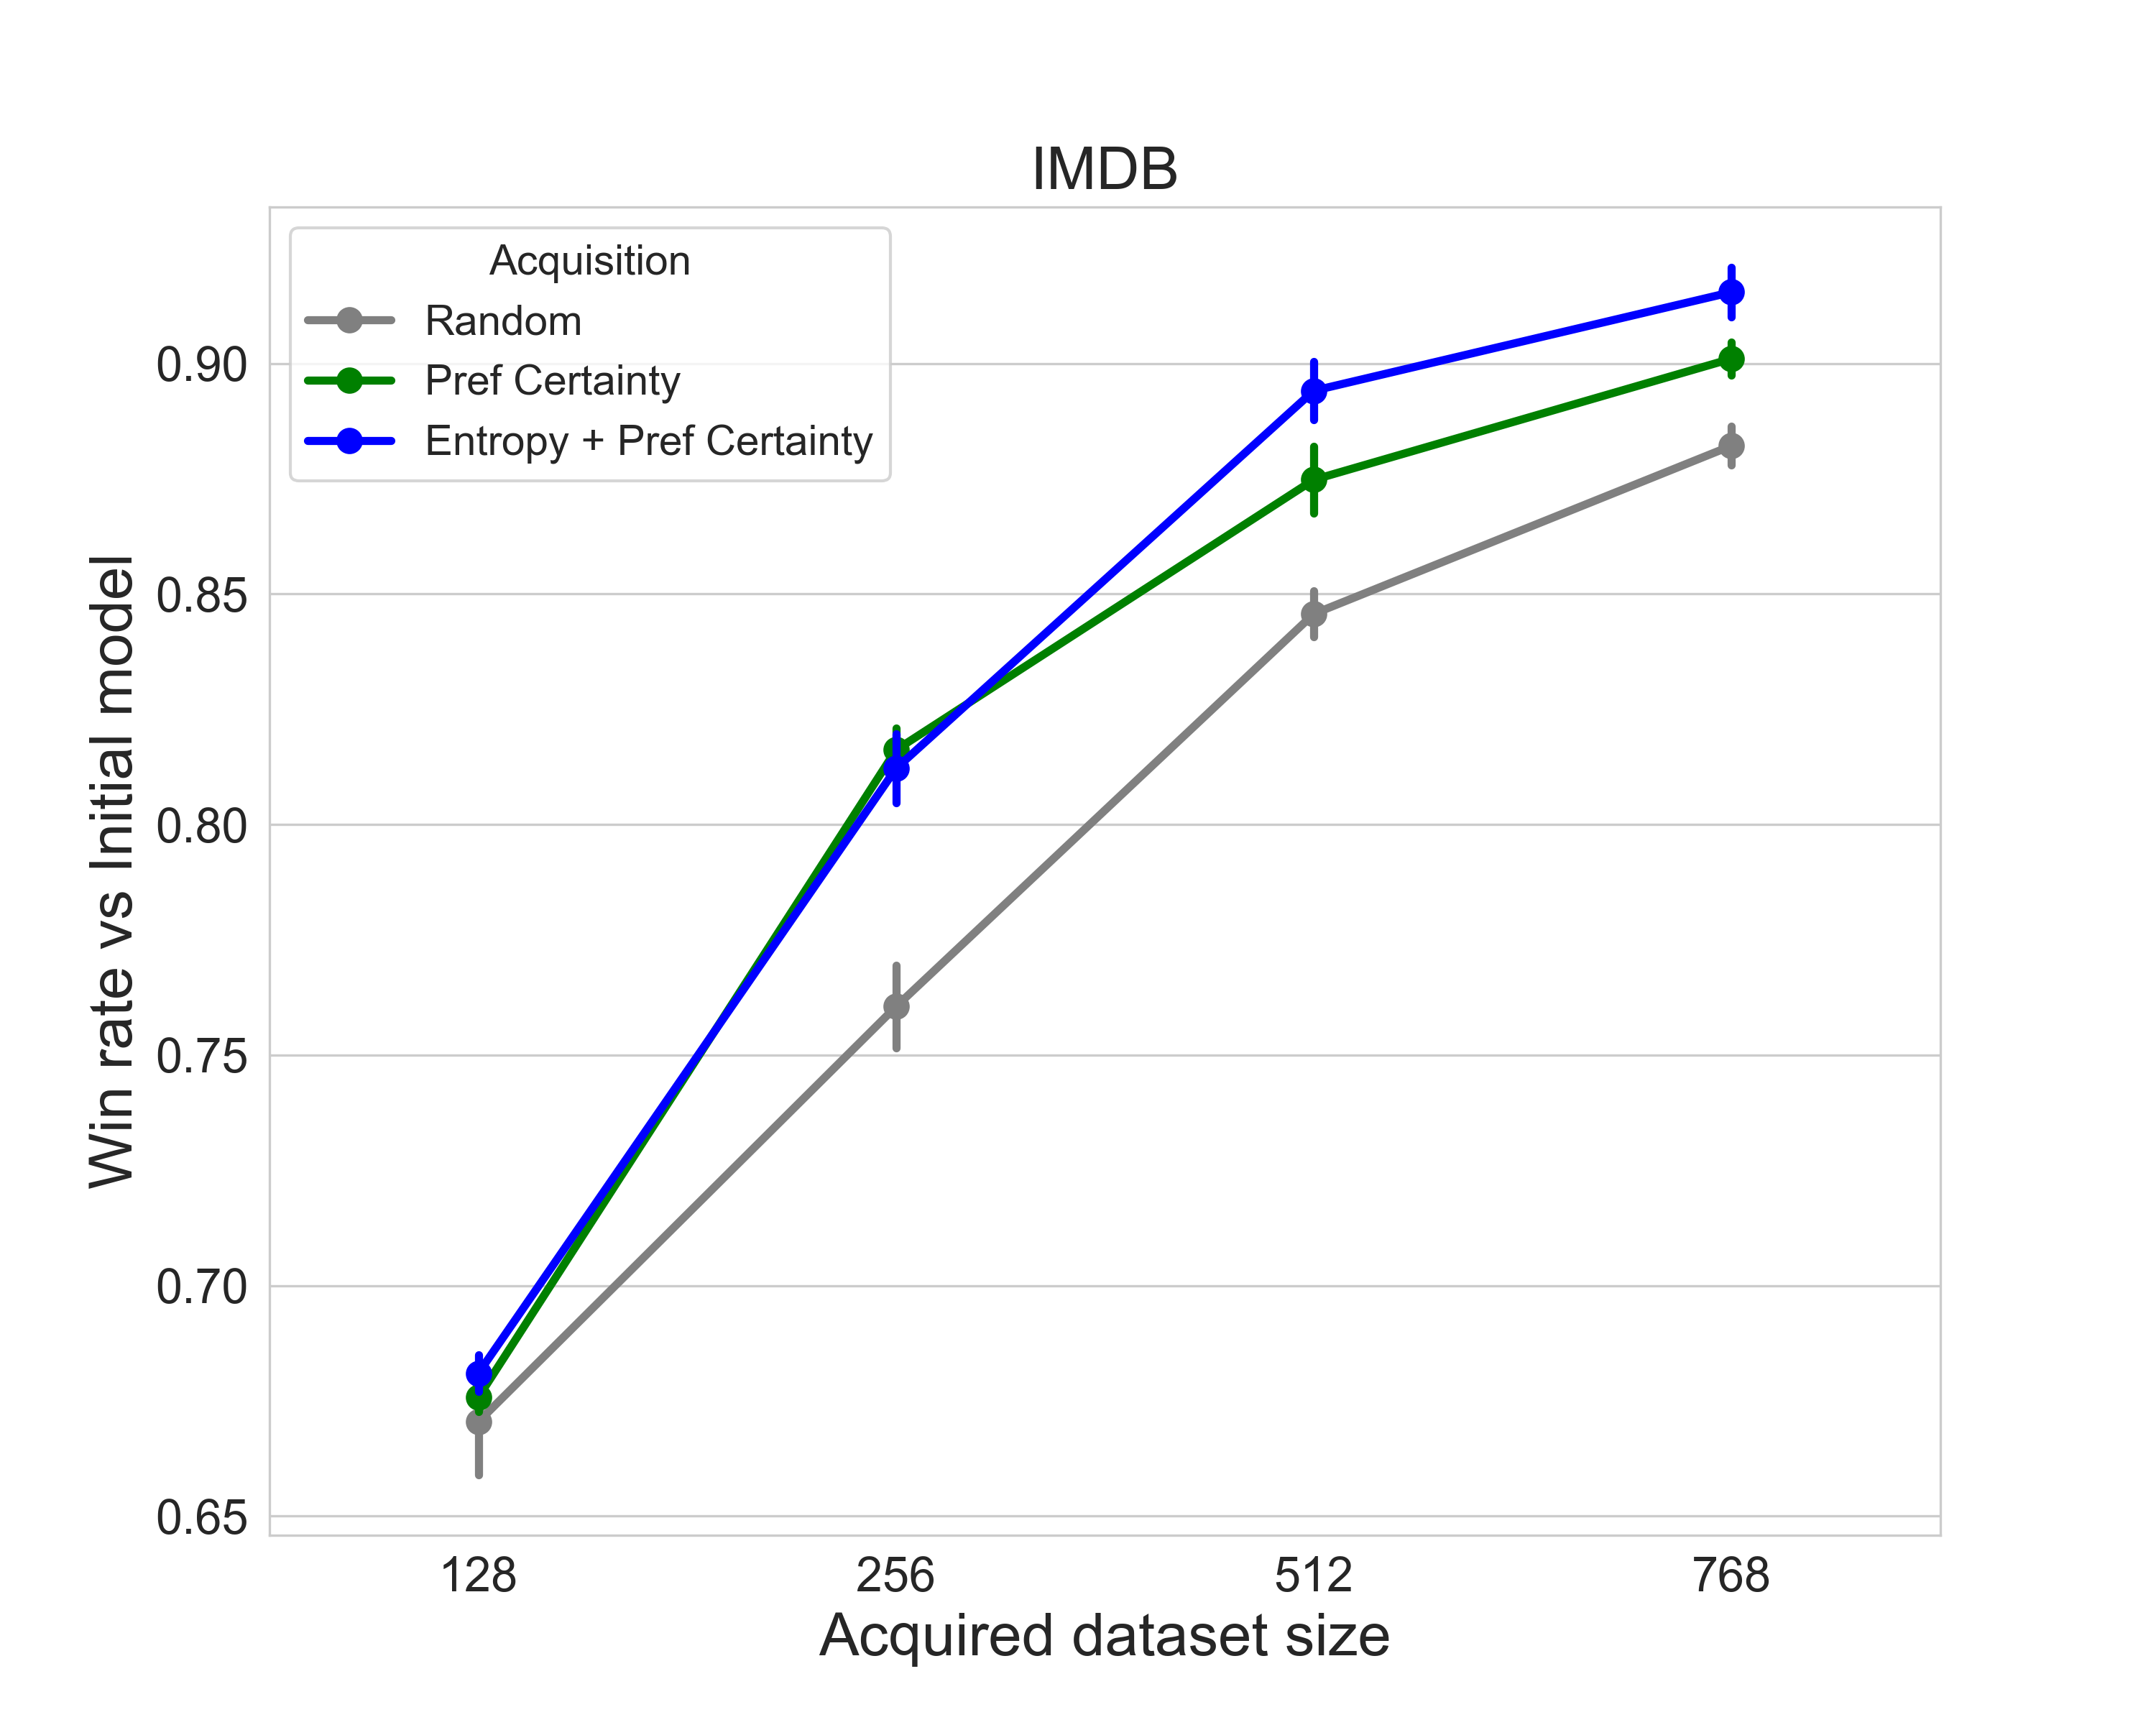 IMDB
Acquisition
Random
Pref Certainty
Entropy + Pref Certainty
Win rate vs Initial model
0.90
0.85
0.80
0.75
0.70
0.65
128 256 512 768
Acquired dataset size